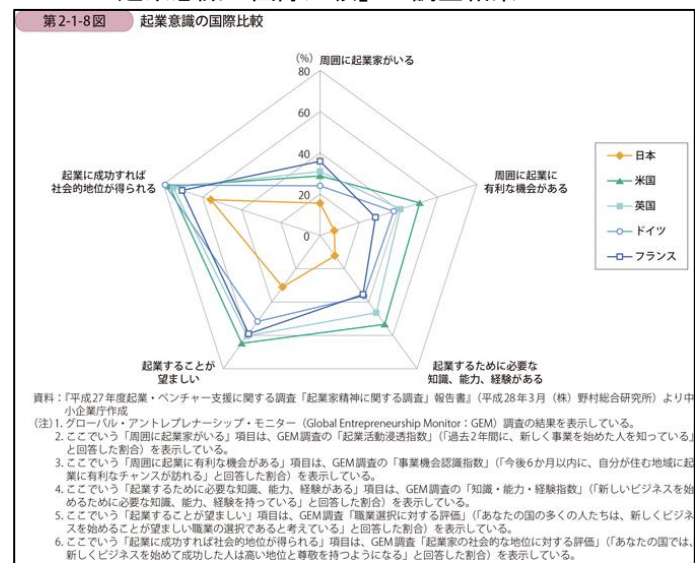 第2-1-8図 起業意識の国際比較
(%)
周囲に起業家がいる
80
60
40
20
0
周囲に起業に
有利な機会がある
起業するために必要な
知識、能力、経験がある
起業することが
望ましい
起業に成功すれば
社会的地位が得られる
日本
米国
英国
ドイツ
フランス
資料:『平成27年度起業・ベンチャー支援に関する調査「起業家精神に関する調査」報告書』(平成28年3月(株)野村総合研究所)より中
小企業庁作成
(注)1. グローバル・アントレプレナーシップ・モニター(Global Entrepreneurship Monitor:GEM)調査の結果を表示している。
2. ここでいう「周囲に起業家がいる」項目は、GEM調査の「起業活動浸透指数」(「過去2年間に、新しく事業を始めた人を知っている」
と回答した割合)を表示している。
3. ここでいう「周囲に起業に有利な機会がある」項目は、GEM調査の「事業機会認識指数」(「今後6か月以内に、自分が住む地域に起
業に有利なチャンスが訪れる」と回答した割合)を表示している。
4. ここでいう「起業するために必要な知識、能力、経験がある」項目は、GEM調査の「知識・能力・経験指数」(「新しいビジネスを始
めるために必要な知識、能力、経験を持っている」と回答した割合)を表示している。
5. ここでいう「起業することが望ましい」項目は、GEM調査「職業選択に対する評価」(「あなたの国の多くの人たちは、新しくビジネ
スを始めることが望ましい職業の選択であると考えている」と回答した割合)を表示している。
6. ここでいう「起業に成功すれば社会的地位が得られる」項目は、GEM調査「起業家の社会的な地位に対する評価」(「あなたの国では、
新しくビジネスを始めて成功した人は高い地位と尊敬を持つようになる」と回答した割合)を表示している。